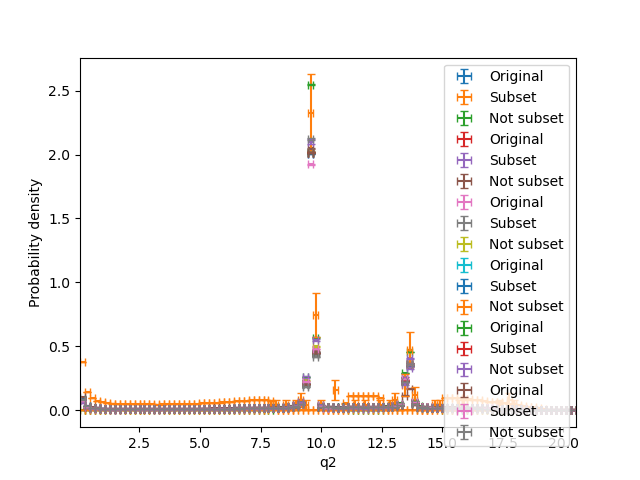 2.5
2.0
1.5
1.0
0.5
0.0
Probability density
Original
Subset
Not subset
Original
Subset
Not subset
Original
Subset
Not subset
Original
Subset
Not subset
Original
Subset
Not subset
Original
Subset
Not subset
2.5 5.0 7.5 10.0 12.5 15.0 17.5 20.0
q2